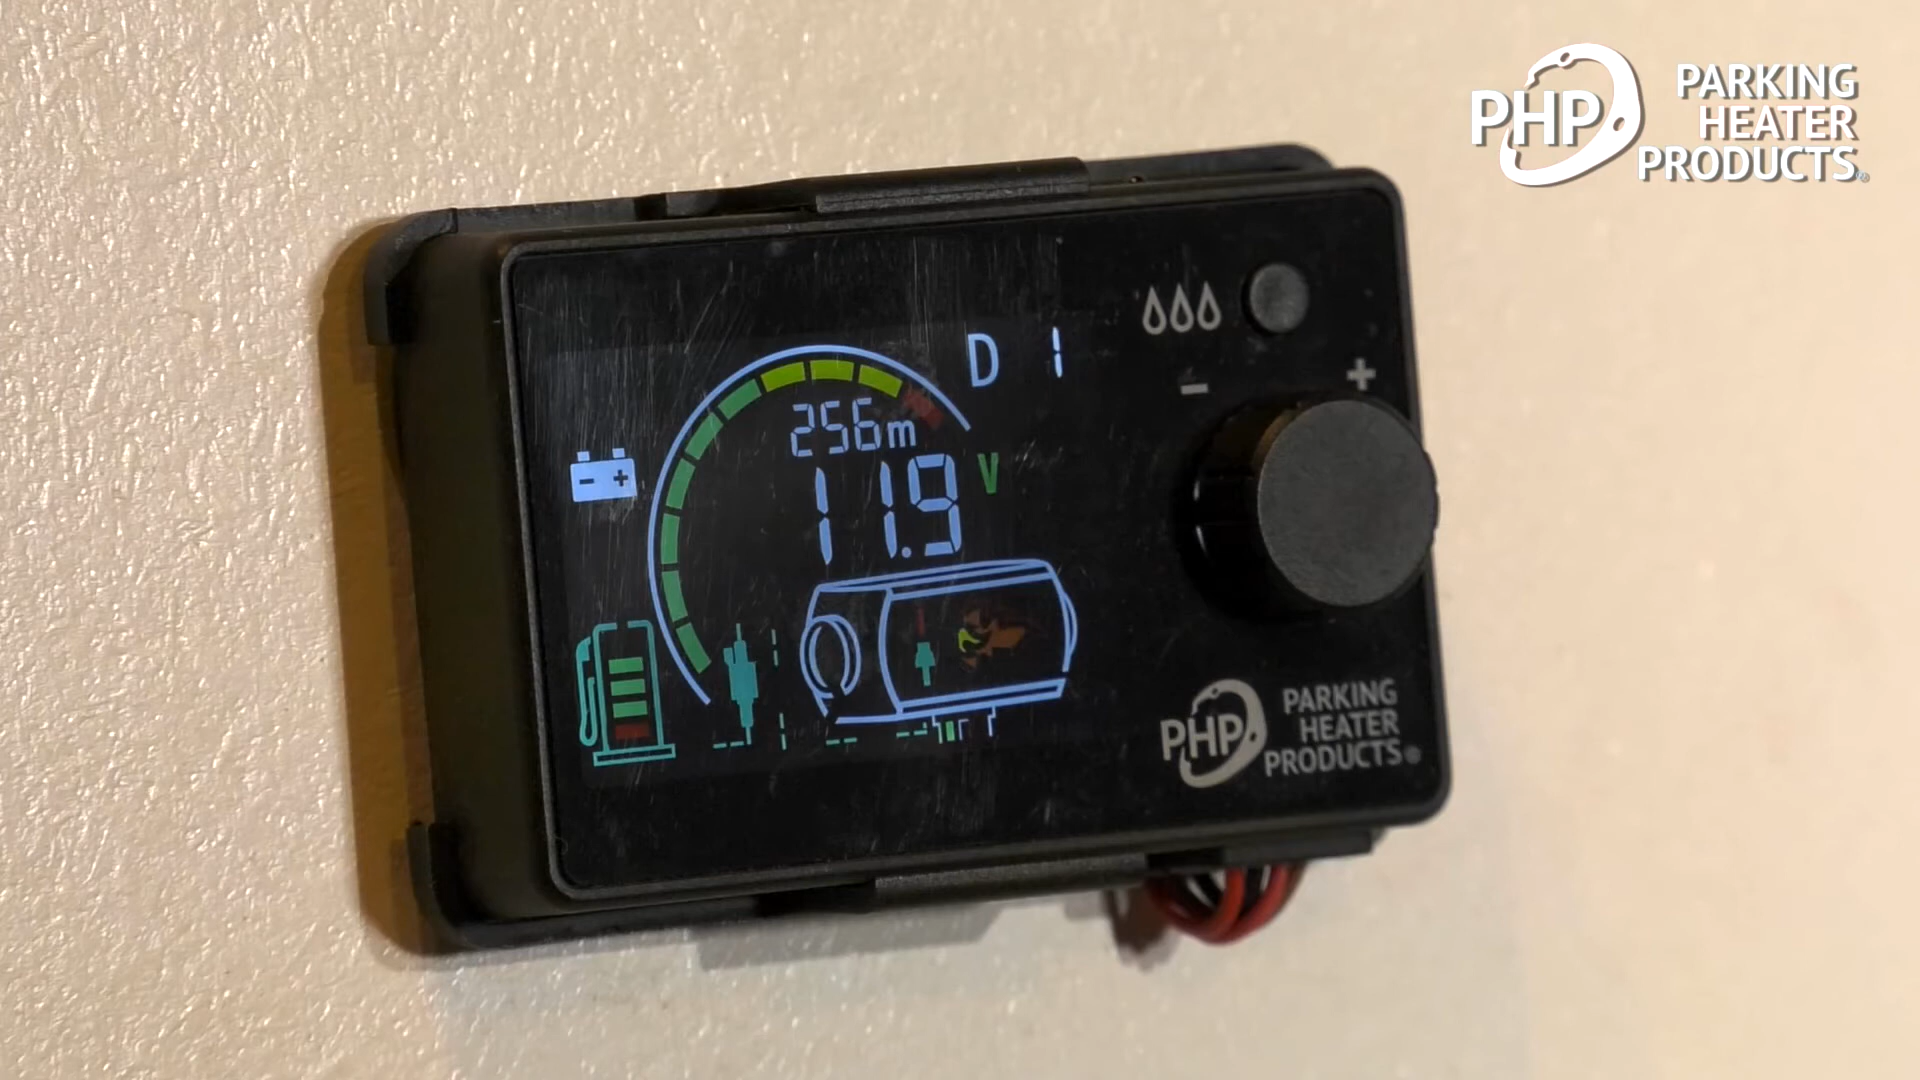 PHP PARKING
HEATER
PRODUCTS®
D 1
256m
11.9 V
- +
- +
PHP PARKING
HEATER
PRODUCTS®